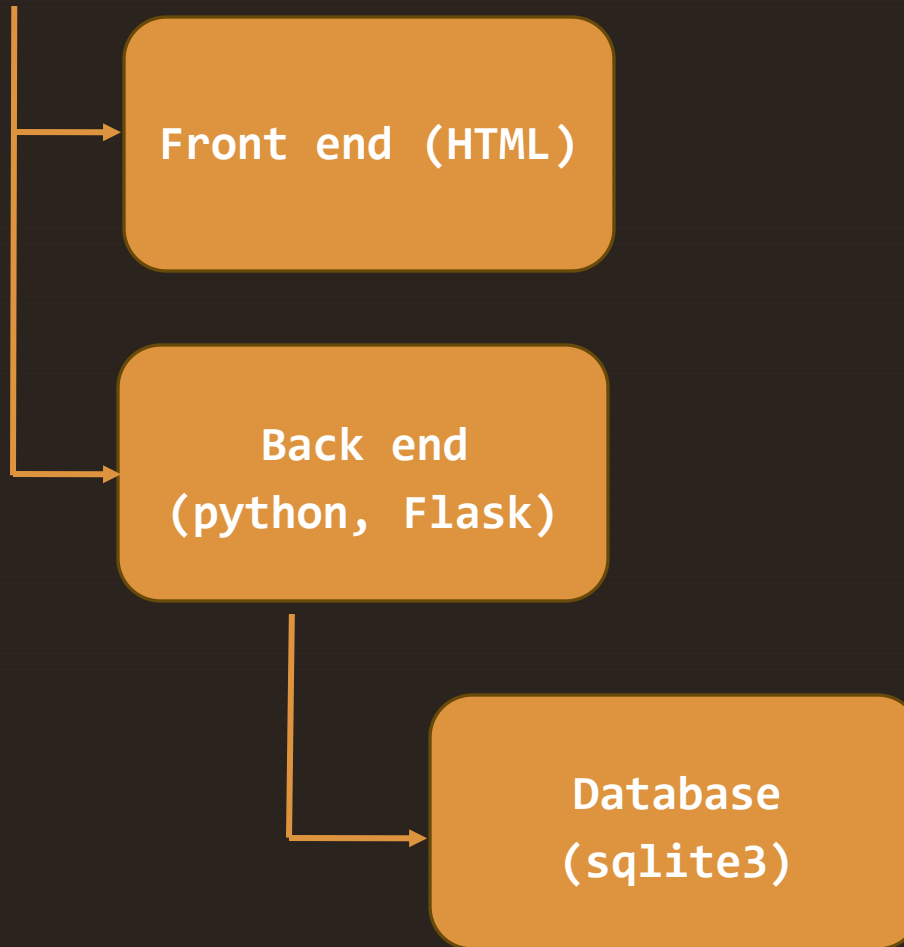 Front end (HTML)
Back end
(python, Flask)
Database
(sqlite3)